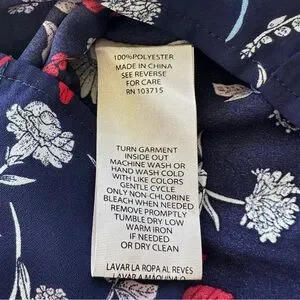 100%POLYESTER
MADE IN CHINA
SEE REVERSE
FOR CARE
RN 103715
TURN GARMENT
INSIDE OUT
MACHINE WASH OR
HAND WASH COLD
WITH LIKE COLORS
GENTLE CYCLE
ONLY NON-CHLORINE
BLEACH WHEN NEEDED
REMOVE PROMPTLY
TUMBLE DRY LOW
WARM IRON
IF NEEDED
OR DRY CLEAN
LAVAR LA ROPA AL REVÉS
LAVAR A MÁQUINA O